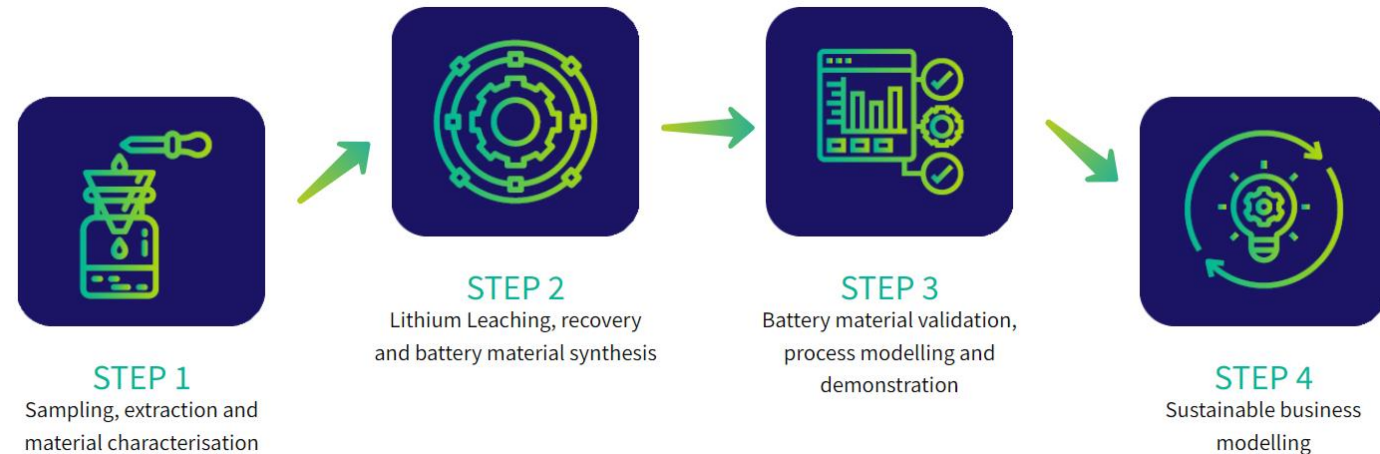 STEP 1
Sampling, extraction and
material characterisation
STEP 2
Lithium Leaching, recovery
and battery material synthesis
STEP 3
Battery material validation,
process modelling and
demonstration
STEP 4
Sustainable business
modelling